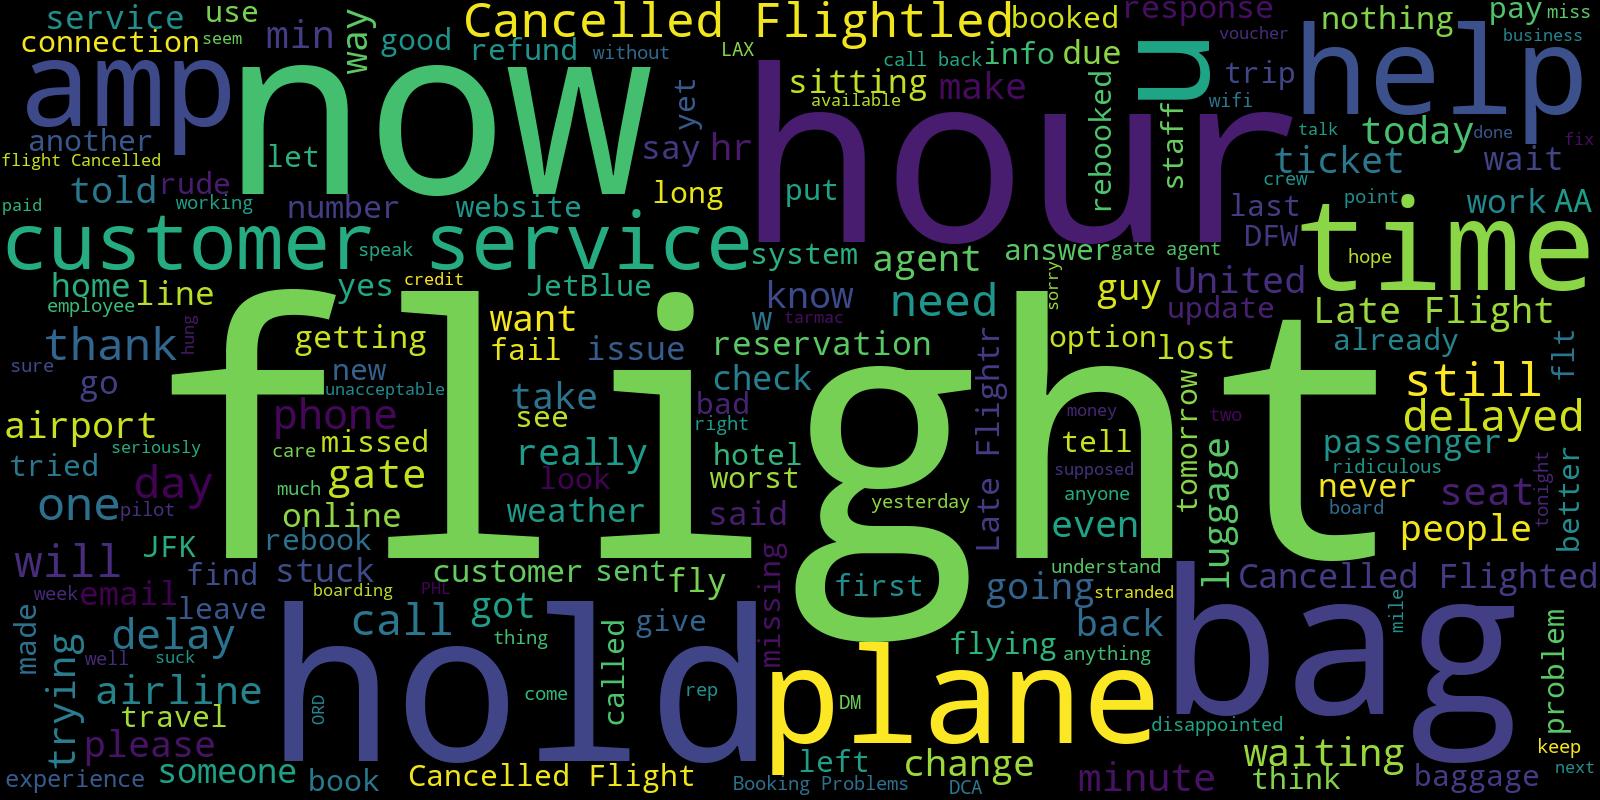 service
use
connection
seem
min
way
good
Cancelled Flightled
booked
response
nothing
pay
miss
refund
without
LAX
call back
info
due
voucher
business
amp
now
another
flight Cancelled
let
yet
say
hr
long
sitting
available
make
hour
rebooked
u
staff
trip
wifi
help
talk
today
done
fix
ticket
wait
crew
told
rude
working
paid
number
website
put
last
point
work
AA
DFW
customer service
speak
system
agent
answer
gate agent
time
hope
home
line
employee
yes
credit
JetBlue
know
need
sorry
guy
United
update
Late Flight
w
tarmac
thank
hung
getting
want
fail
issue
reservation
option
lost
already
flt
sure
go
new
unacceptable
take
check
still
flight
phone
see
bad
right
Late Flightr
money
tomorrow
two
delayed
airport
seriously
care
missed
really
hotel
tell
passenger
tried
day
much
gate
look
worst
supposed
luggage
ridiculous
never
seat
tonight
better
one
pilot
online
weather
said
yesterday
anyone
even
board
people
JFK
rebook
will
find
stuck
customer
sent
fly
first
understand
going
stranded
Cancelled Flighted
week
email
leave
boarding
PHL
missing
mile
made
delay
call
got
give
back
bag
trying
well
suck
thing
called
flying
anything
problem
airline
hold
ORD
come
rep
plane
DM
travel
disappointed
please
left
change
waiting
keep
experience
someone
book
Cancelled Flight
Booking Problems
DCA
minute
think
baggage
next